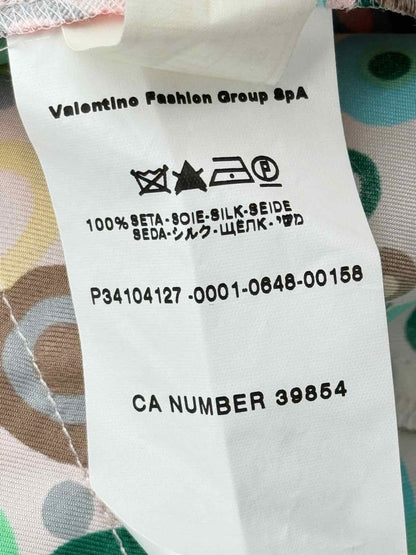 Valentino Fashion Group SpA
P
100% SETA-SOIE-SILK-SEIDE
SEDA-シルク-ЩЁЛК-משי
P34104127-0001-0648-00158
CA NUMBER 39854